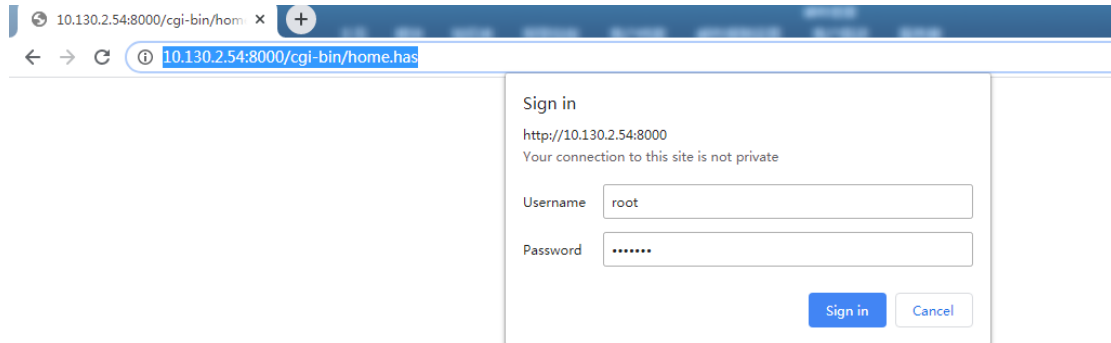 10.130.2.54:8000/cgi-bin/hom
10.130.2.54:8000/cgi-bin/home.has
Sign in
http://10.130.2.54:8000
Your connection to this site is not private
Username root
Password •••••••
Sign in Cancel